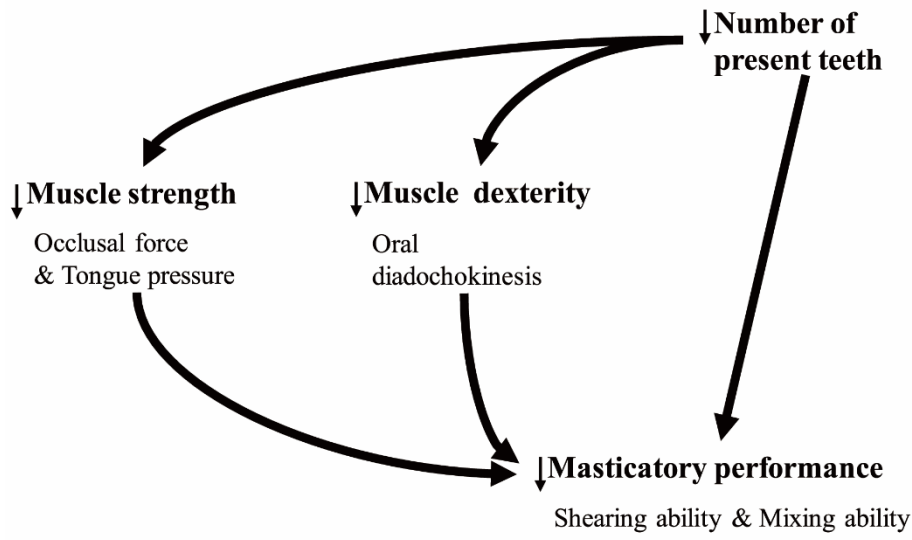 ↓Number of
present teeth
↓Muscle strength
Occlusal force
& Tongue pressure
↓Muscle dexterity
Oral
diadochokinesis
↓Masticatory performance
Shearing ability & Mixing ability